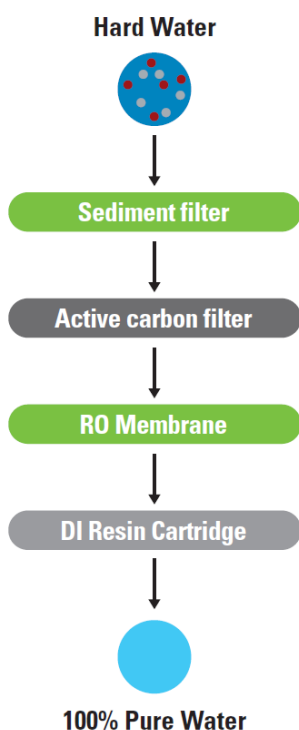 Hard Water
Sediment filter
Active carbon filter
RO Membrane
DI Resin Cartridge
100% Pure Water